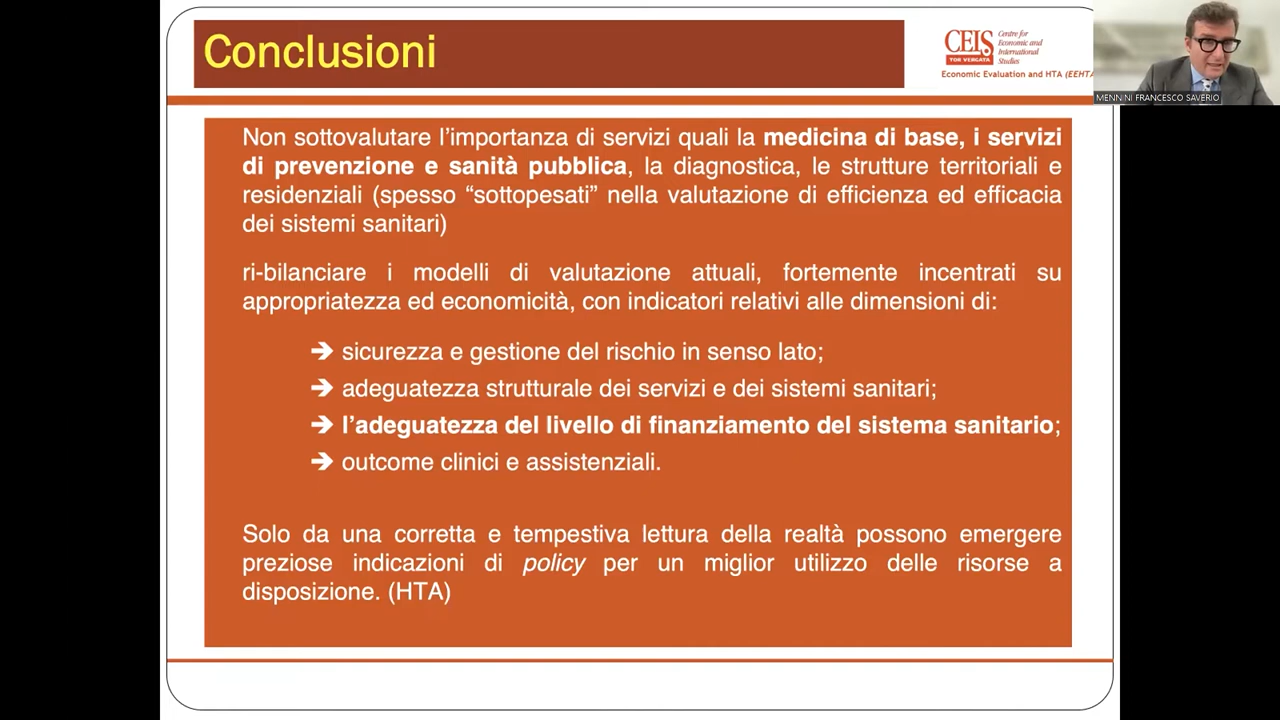 Conclusioni
CEIS
TOR VERGATA
Centre for
Economic and
International
Studies
Economic Evaluation and HTA (EEHTA
MENNINI FRANCESCO SAVERIO
Non sottovalutare l’importanza di servizi quali la medicina di base, i servizi
di prevenzione e sanità pubblica, la diagnostica, le strutture territoriali e
residenziali (spesso “sottopesati” nella valutazione di efficienza ed efficacia
dei sistemi sanitari)
ri-bilanciare i modelli di valutazione attuali, fortemente incentrati su
appropriatezza ed economicità, con indicatori relativi alle dimensioni di:
➔ sicurezza e gestione del rischio in senso lato;
➔ adeguatezza strutturale dei servizi e dei sistemi sanitari;
➔ l’adeguatezza del livello di finanziamento del sistema sanitario;
➔ outcome clinici e assistenziali.
Solo da una corretta e tempestiva lettura della realtà possono emergere
preziose indicazioni di policy per un miglior utilizzo delle risorse a
disposizione. (HTA)